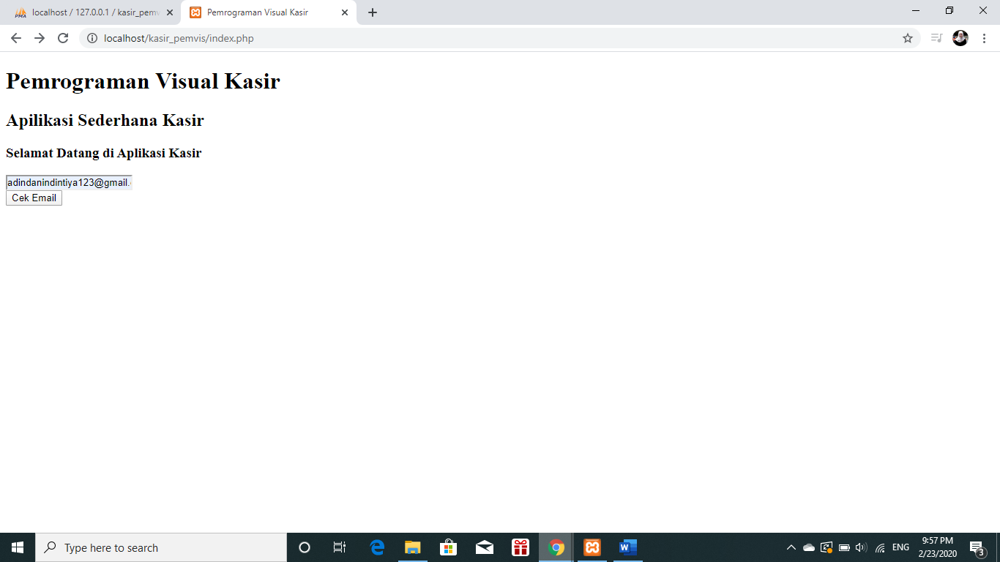 localhost / 127.0.0.1 / kasir_pemv
Pemrograman Visual Kasir
localhost/kasir_pemvis/index.php
Pemrograman Visual Kasir
Apilikasi Sederhana Kasir
Selamat Datang di Aplikasi Kasir
adindanindintiya123@gmail.
Cek Email
Type here to search
ENG
9:57 PM
2/23/2020
3